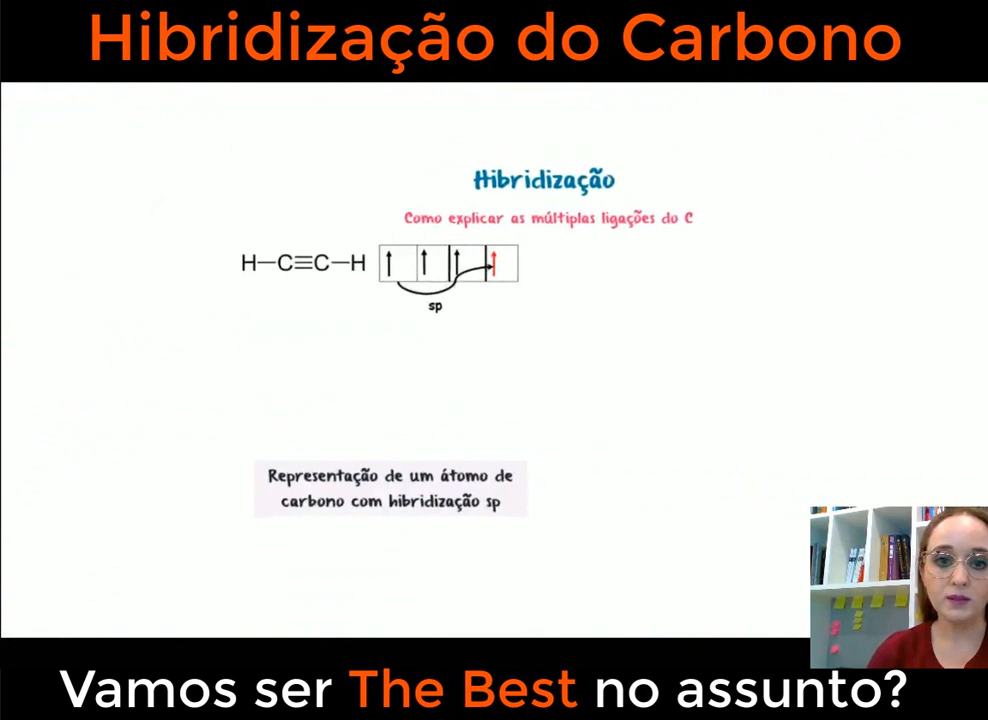 Hibridização do Carbono
Hibridização
Como explicar as múltiplas ligações do C
H−C≡C−H
sp
Representação de um átomo de
carbono com hibridização sp
Vamos ser The Best no assunto?